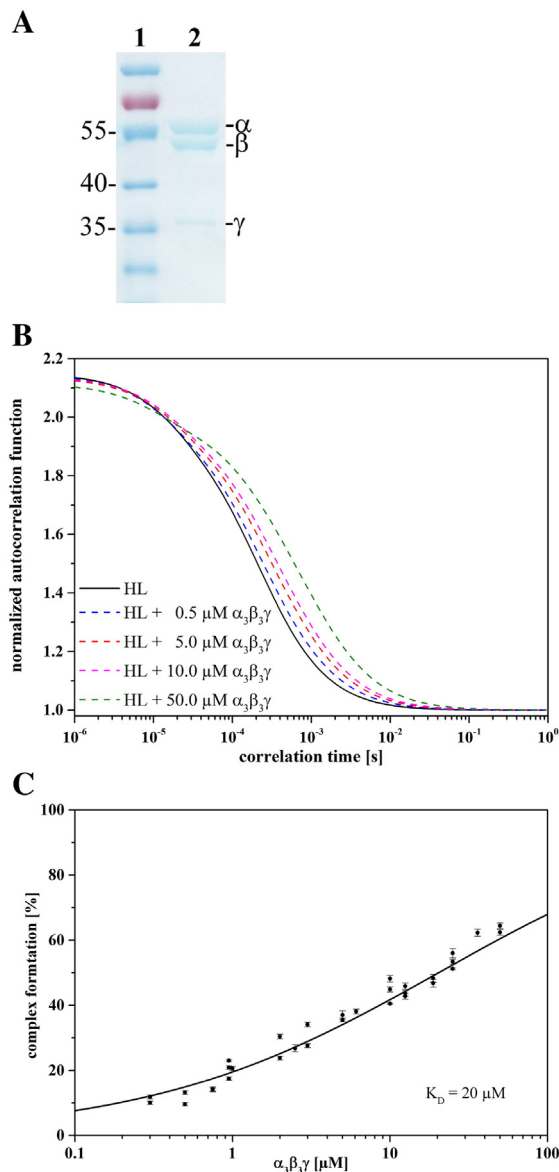 A
1 2
55- -α
-β
40-
35- -γ
B
2.2
2.0
1.8
1.6
1.4
1.2
1.0
normalized autocorrelation function
HL
HL + 0.5 µM α₃β₃γ
HL + 5.0 µM α₃β₃γ
HL + 10.0 µM α₃β₃γ
HL + 50.0 µM α₃β₃γ
10⁻⁶ 10⁻⁵ 10⁻⁴ 10⁻³ 10⁻² 10⁻¹ 10⁰
correlation time [s]
C
100
80
60
40
20
0
complex formtation [%]
K_D = 20 µM
0.1 1 10 100
α₃β₃γ [µM]